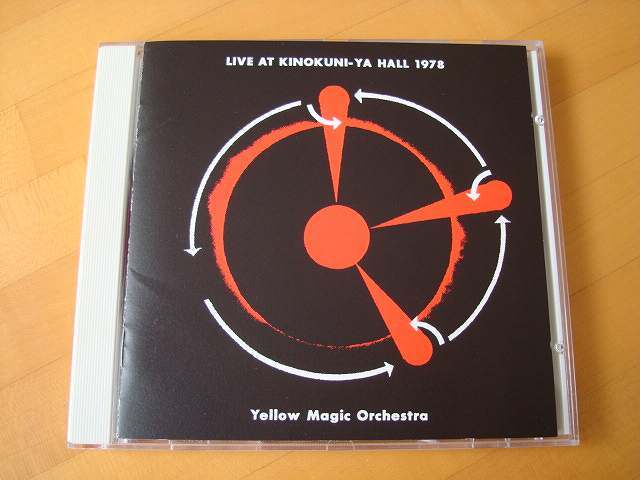 LIVE AT KINOKUNI-YA HALL 1978
Yellow Magic Orchestra